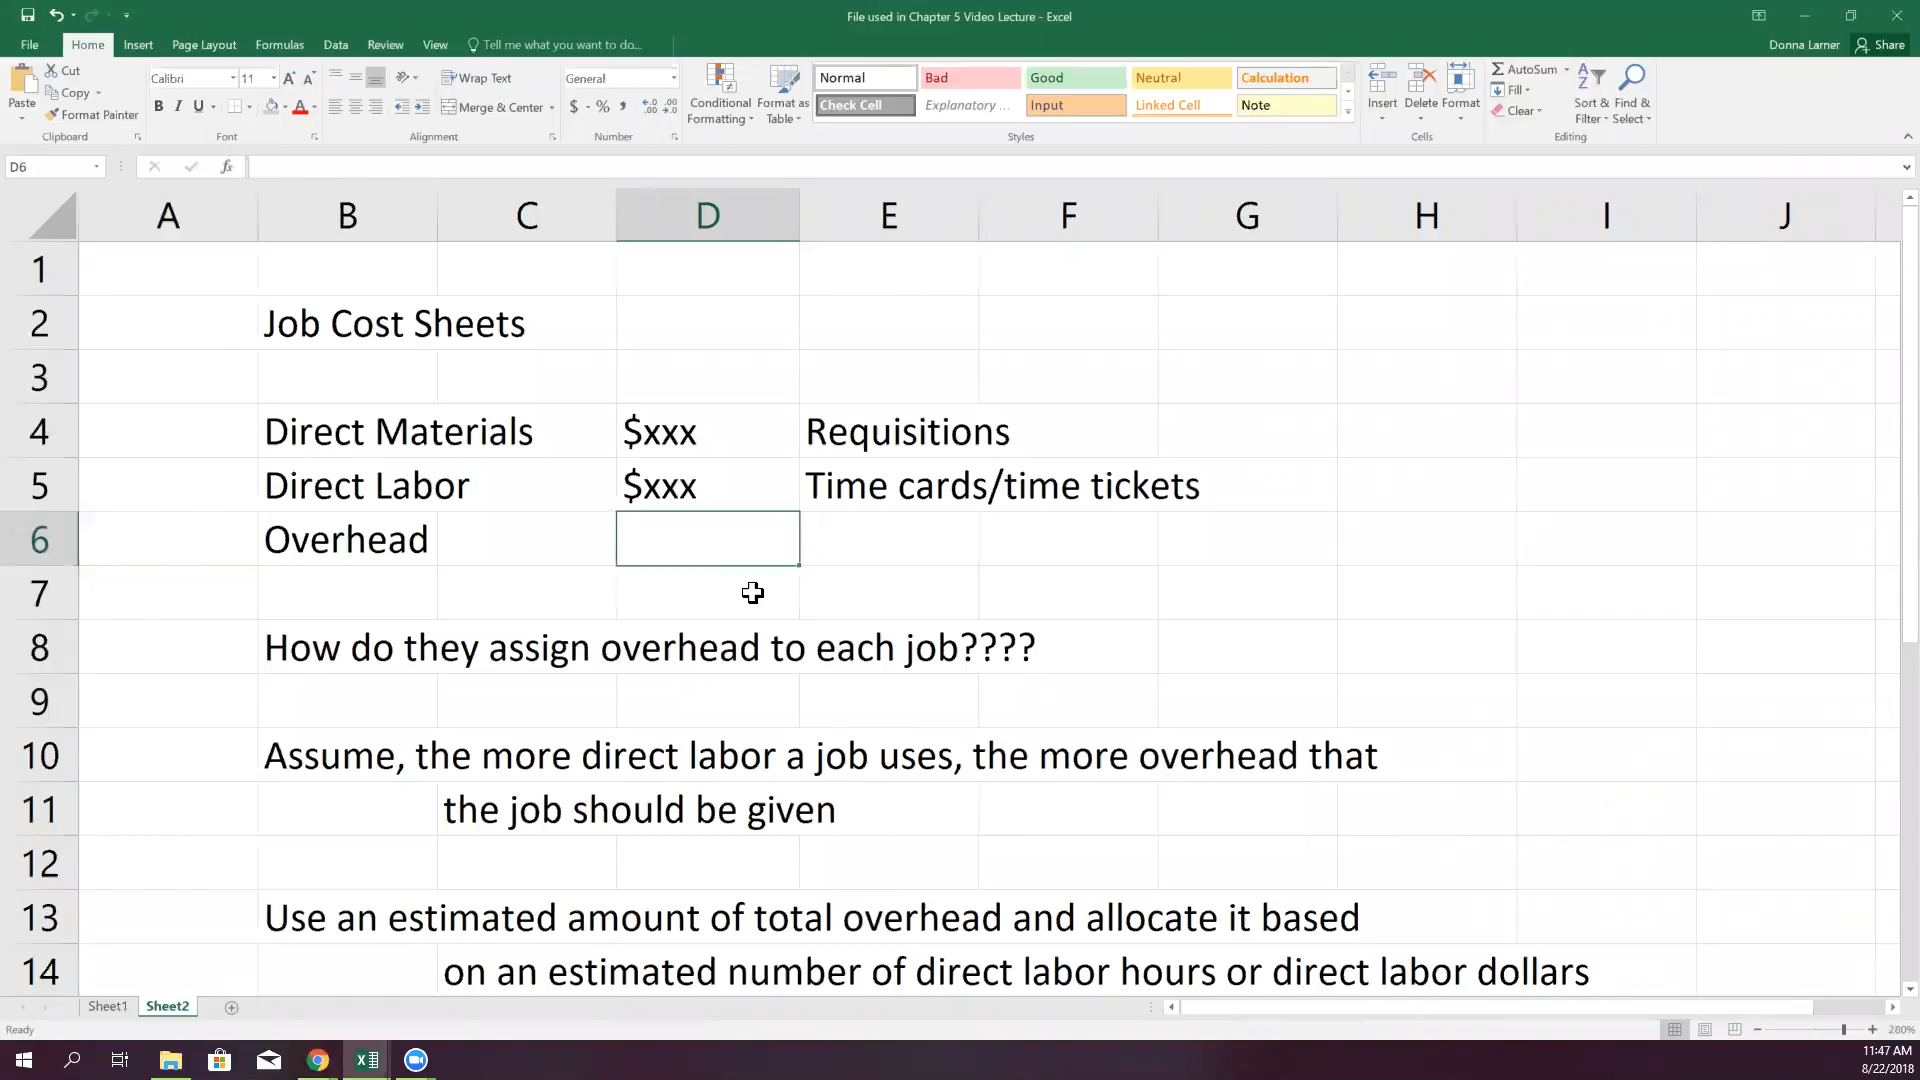 File used in Chapter 5 Video Lecture - Excel
File Home Insert Page Layout Formulas Data Review View Tell me what you want to do... Donna Larner Share
Cut
Copy
Format Painter
Paste
Clipboard
Calibri 11
B I U
Font
Wrap Text
Merge & Center
Alignment
General
$ % ,
Number
Conditional Formatting
Format as Table
Normal Bad Good Neutral Calculation
Check Cell Explanatory ... Input Linked Cell Note
Styles
Insert Delete Format
Cells
AutoSum
Fill
Clear
Sort & Filter
Find & Select
Editing
D6 fx
A B C D E F G H I J
1
2 Job Cost Sheets
3
4 Direct Materials $xxx Requisitions
5 Direct Labor $xxx Time cards/time tickets
6 Overhead
7
8 How do they assign overhead to each job????
9
10 Assume, the more direct labor a job uses, the more overhead that
11 the job should be given
12
13 Use an estimated amount of total overhead and allocate it based
14 on an estimated number of direct labor hours or direct labor dollars
Sheet1 Sheet2
Ready 280%
11:47 AM
8/22/2018